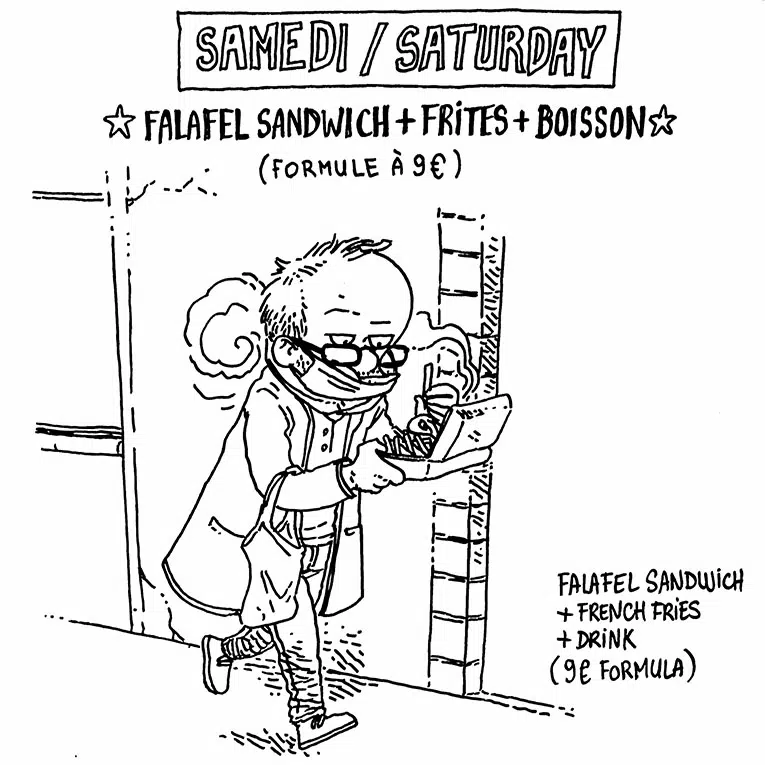 SAMEDI / SATURDAY
☆ FALAFEL SANDWICH + FRITES + BOISSON ☆
(FORMULE À 9€)
FALAFEL SANDWICH
+ FRENCH FRIES
+ DRINK
(9€ FORMULA)